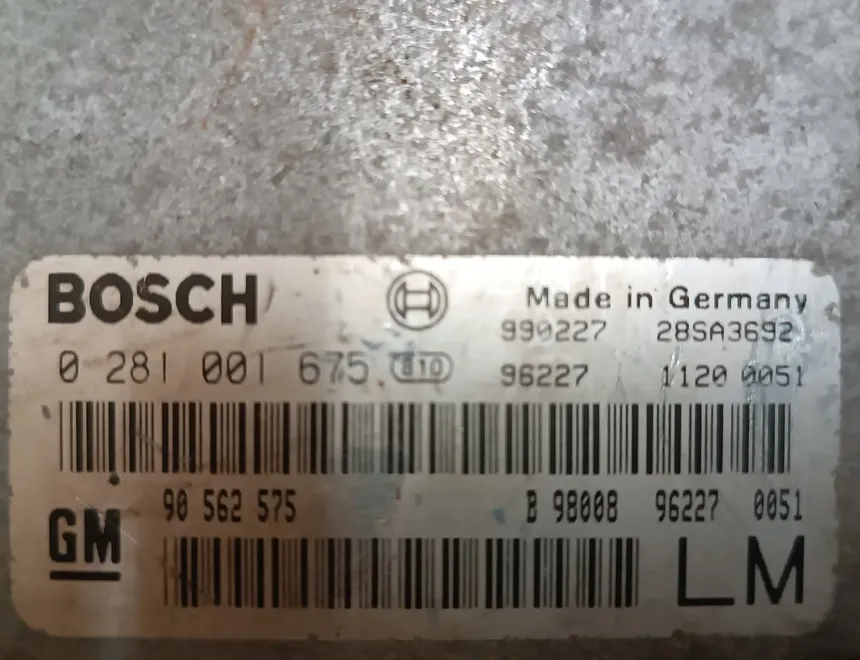 BOSCH
Made in Germany
990227 28SA3692
0 281 001 675 810
96227 1120 0051
90 562 575 B 98008 96227 0051
GM
LM